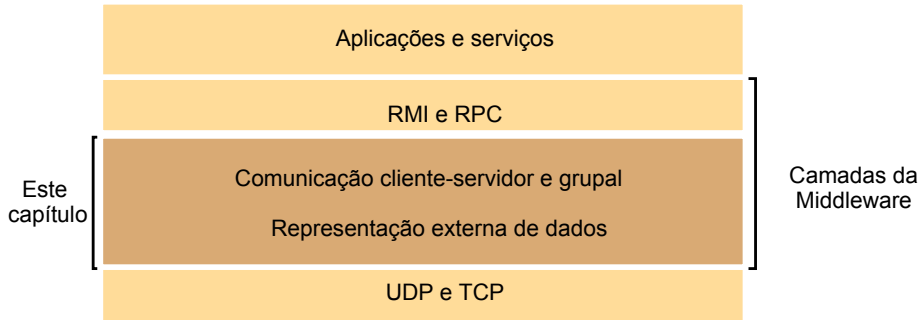 Aplicações e serviços
RMI e RPC
Este
capítulo
Comunicação cliente-servidor e grupal
Representação externa de dados
Camadas da
Middleware
UDP e TCP